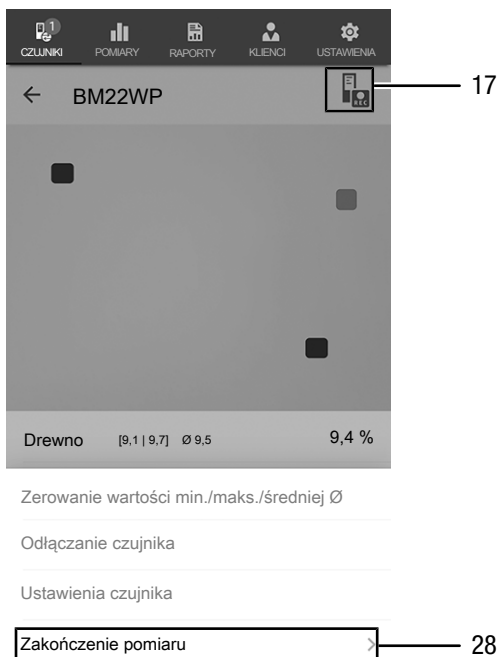 1
CZUJNIKI POMIARY RAPORTY KLIENCI USTAWIENIA
BM22WP
REC
17
Drewno [9,1 | 9,7] Ø 9,5 9,4 %
Zerowanie wartości min./maks./średniej Ø
Odłączanie czujnika
Ustawienia czujnika
Zakończenie pomiaru
28